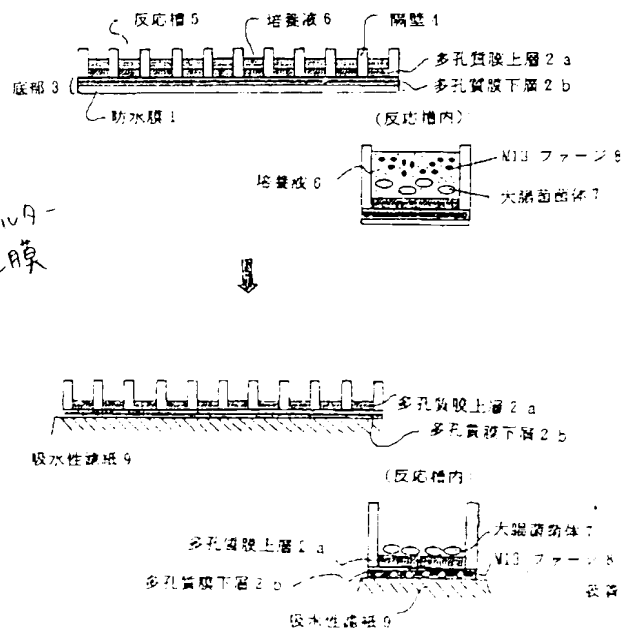 反応槽5
培養液6
隔壁4
多孔質膜上層2a
底部3
多孔質膜下層2b
防水膜1
(反応槽内)
培養液6
M13 ファージ8
大腸菌菌体7
ルター
膜
多孔質膜上層2a
多孔質膜下層2b
吸水性濾紙9
(反応槽内)
大腸菌菌体7
多孔質膜上層2a
M13 ファージ8
多孔質膜下層2b
吸水性濾紙9